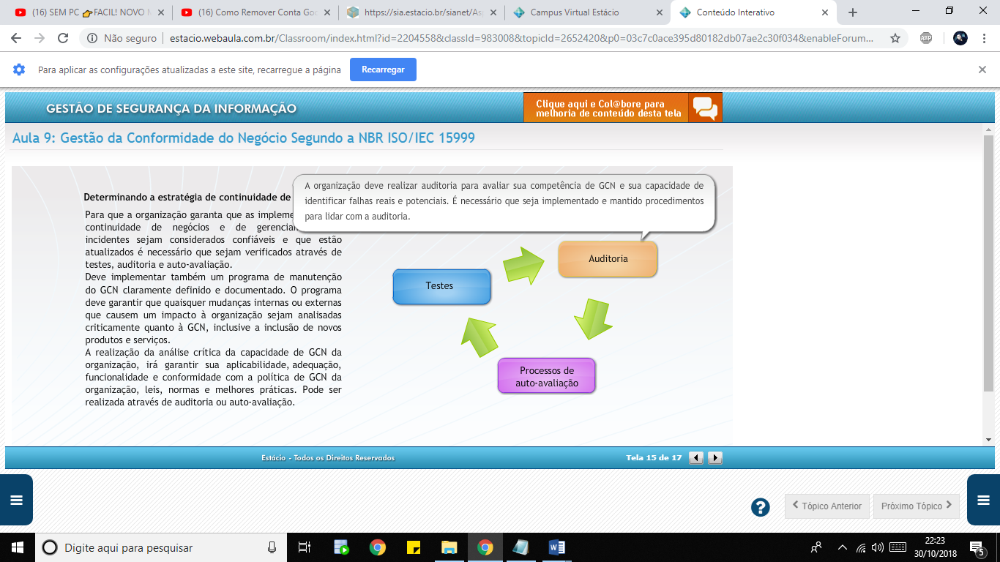 (16) SEM PC 👉FACIL! NOVO M
(16) Como Remover Conta Goo
https://sia.estacio.br/sianet/Asp
Campus Virtual Estácio
Conteúdo Interativo
Não seguro
estacio.webaula.com.br/Classroom/index.html?id=2204558&classId=983008&topicId=2652420&p0=03c7c0ace395d80182db07ae2c30f034&enableForum...
ABP
Para aplicar as configurações atualizadas a este site, recarregue a página
Recarregar
GESTÃO DE SEGURANÇA DA INFORMAÇÃO
Clique aqui e Col@bore para
melhoria de conteúdo desta tela
Aula 9: Gestão da Conformidade do Negócio Segundo a NBR ISO/IEC 15999
Determinando a estratégia de continuidade de
Para que a organização garanta que as impleme
continuidade de negócios e de gerencian
incidentes sejam considerados confiáveis e que estão
atualizados é necessário que sejam verificados através de
testes, auditoria e auto-avaliação.
Deve implementar também um programa de manutenção
do GCN claramente definido e documentado. O programa
deve garantir que quaisquer mudanças internas ou externas
que causem um impacto à organização sejam analisadas
criticamente quanto à GCN, inclusive a inclusão de novos
produtos e serviços.
A realização da análise crítica da capacidade de GCN da
organização, irá garantir sua aplicabilidade, adequação,
funcionalidade e conformidade com a política de GCN da
organização, leis, normas e melhores práticas. Pode ser
realizada através de auditoria ou auto-avaliação.
A organização deve realizar auditoria para avaliar sua competência de GCN e sua capacidade de
identificar falhas reais e potenciais. É necessário que seja implementado e mantido procedimentos
para lidar com a auditoria.
Auditoria
Testes
Processos de
auto-avaliação
Estácio - Todos os Direitos Reservados
Tela 15 de 17
Tópico Anterior
Próximo Tópico
Digite aqui para pesquisar
22:23
30/10/2018
5